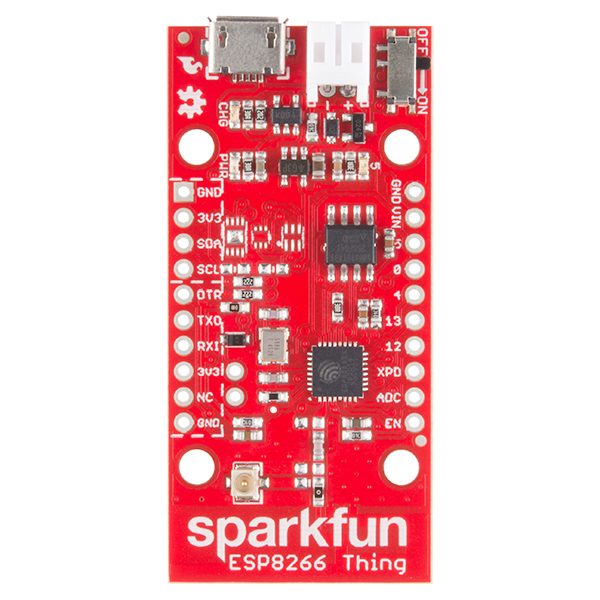 OFF
ON
CHG
PWR
5
GND
3V3
SDA
SCL
DTR
TXO
RXI
3V3
NC
GND
GND
VIN
5
0
4
13
12
XPD
ADC
EN
- +
sparkfun
ESP8266 Thing